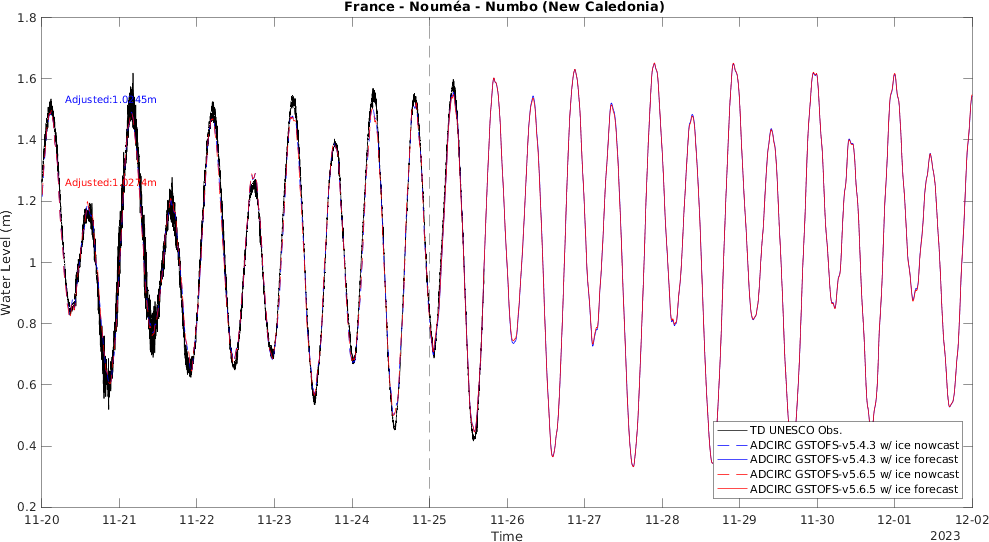 France - Nouméa - Numbo (New Caledonia)
1.8
1.6
1.4
1.2
1
0.8
0.6
0.4
0.2
Water Level (m)
Adjusted:
Adjusted:
TD UNESCO Obs.
ADCIRC GSTOFS-v5.4.3 w/ ice nowcast
ADCIRC GSTOFS-v5.4.3 w/ ice forecast
ADCIRC GSTOFS-v5.6.5 w/ ice nowcast
ADCIRC GSTOFS-v5.6.5 w/ ice forecast
11-20 11-21 11-22 11-23 11-24 11-25 11-26 11-27 11-28 11-29 11-30 12-01 12-02
Time
2023